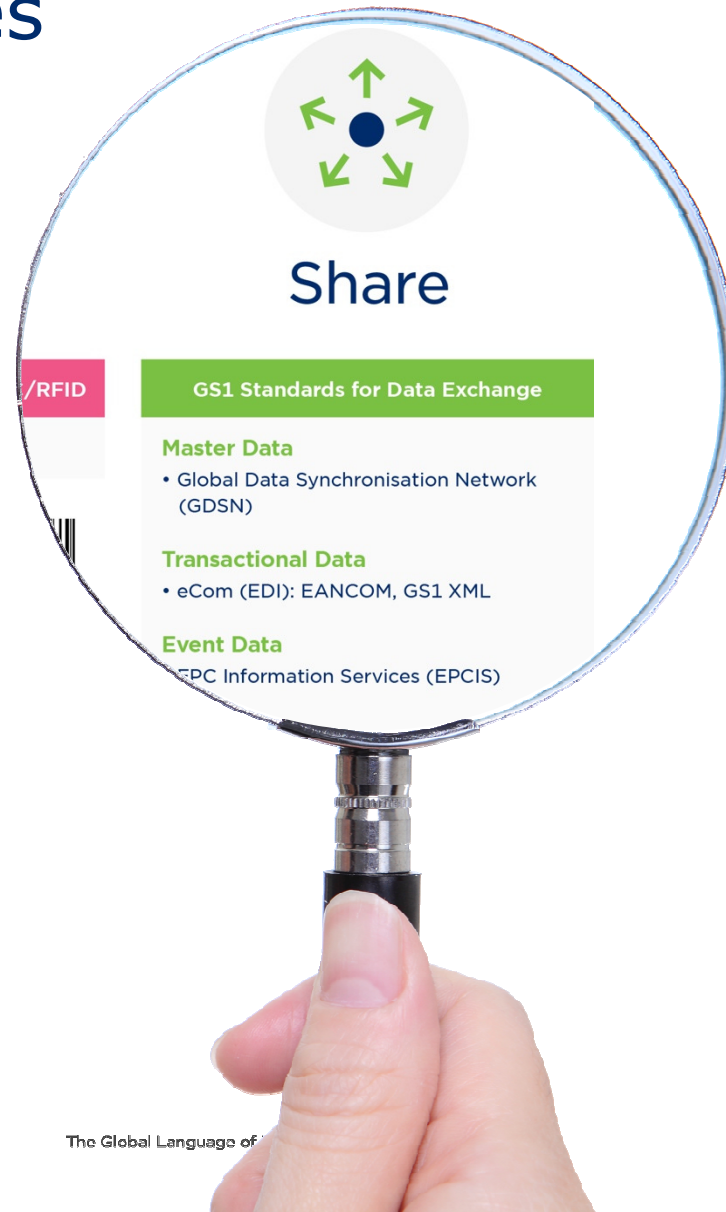 Share
/RFID
GS1 Standards for Data Exchange
Master Data
• Global Data Synchronisation Network
(GDSN)
Transactional Data
• eCom (EDI): EANCOM, GS1 XML
Event Data
EPC Information Services (EPCIS)
The Global Language of